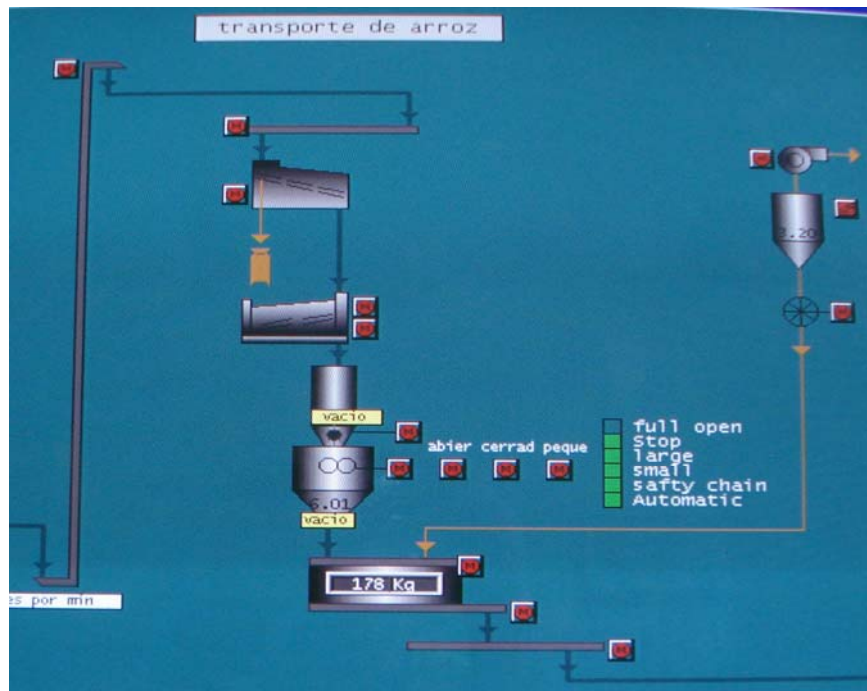 transporte de arroz
M
M
M
3.20
M
M
M
M
vacio
M
abier cerrad peque
M M M M
full open
Stop
large
small
safty chain
Automatic
6.01
vacio
178 Kg
M
es por min
M
M